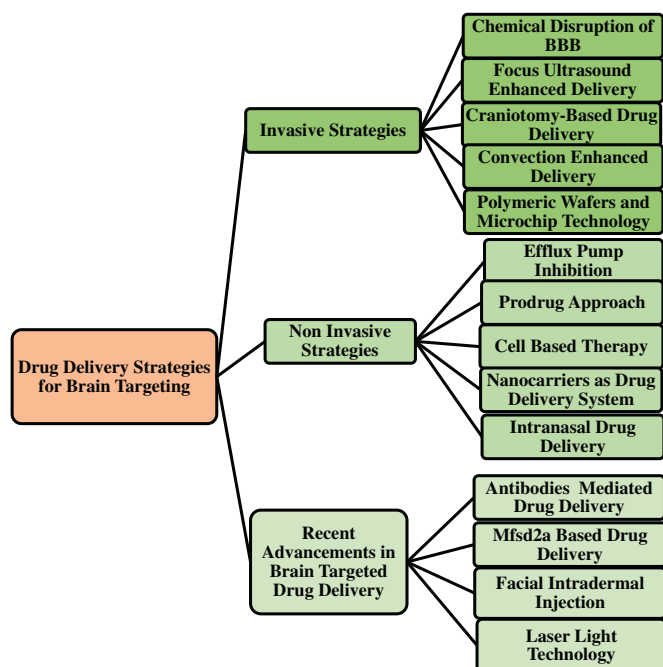 Drug Delivery Strategies
for Brain Targeting
Invasive Strategies
Chemical Disruption of
BBB
Focus Ultrasound
Enhanced Delivery
Craniotomy-Based Drug
Delivery
Convection Enhanced
Delivery
Polymeric Wafers and
Microchip Technology
Non Invasive
Strategies
Efflux Pump
Inhibition
Prodrug Approach
Cell Based Therapy
Nanocarriers as Drug
Delivery System
Intranasal Drug
Delivery
Recent
Advancements in
Brain Targeted
Drug Delivery
Antibodies Mediated
Drug Delivery
Mfsd2a Based Drug
Delivery
Facial Intradermal
Injection
Laser Light
Technology